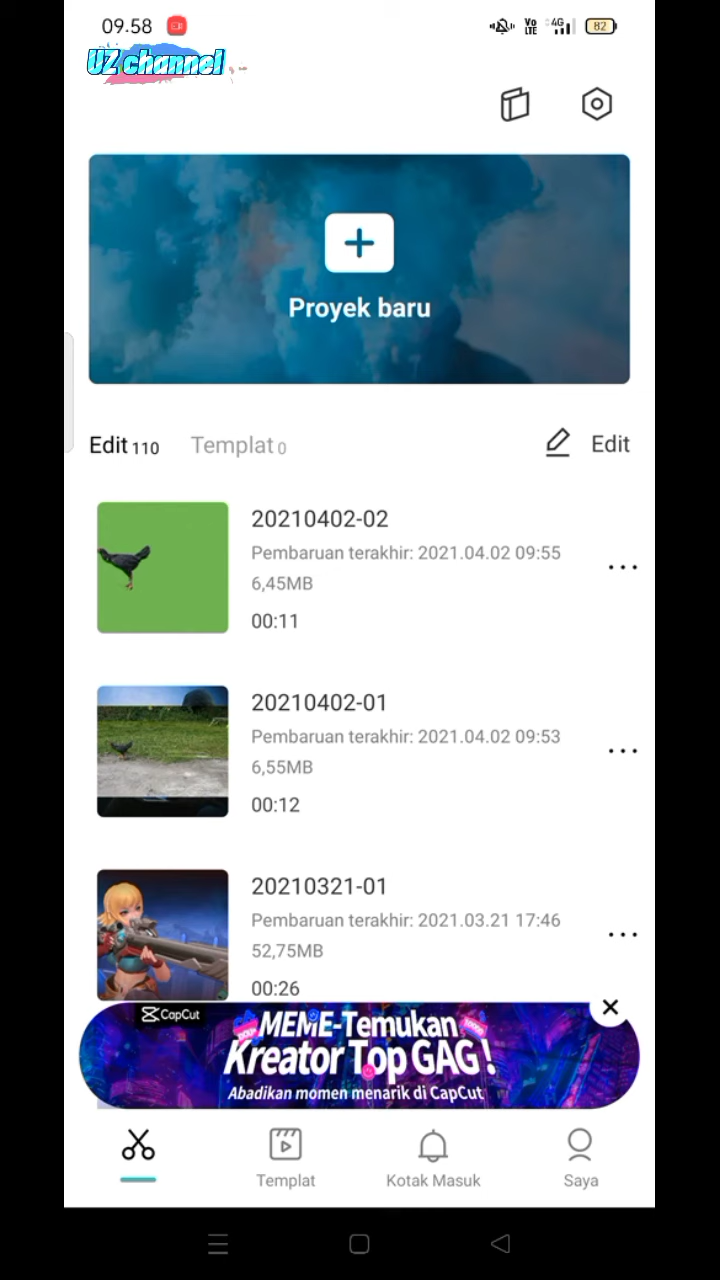 09.58
Vo
LTE
4G
82
UZ channel
Proyek baru
Edit 110
Templat 0
Edit
20210402-02
Pembaruan terakhir: 2021.04.02 09:55
6,45MB
00:11
20210402-01
Pembaruan terakhir: 2021.04.02 09:53
6,55MB
00:12
20210321-01
Pembaruan terakhir: 2021.03.21 17:46
52,75MB
00:26
CapCut
MEME-Temukan
Kreator Top GAG!
Abadikan momen menarik di CapCut
Templat
Kotak Masuk
Saya